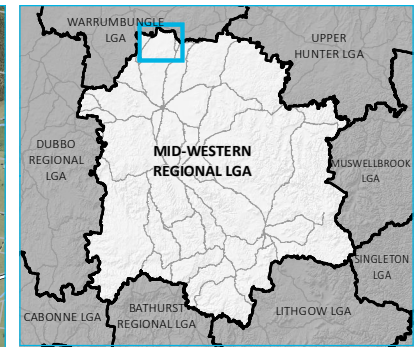 WARRUMBUNGLE
LGA
UPPER
HUNTER LGA
DUBBO
REGIONAL
LGA
MID-WESTERN
REGIONAL LGA
MUSWELLBROOK
LGA
SINGLETON
LGA
CABONNE LGA
BATHURST
REGIONAL LGA
LITHGOW LGA